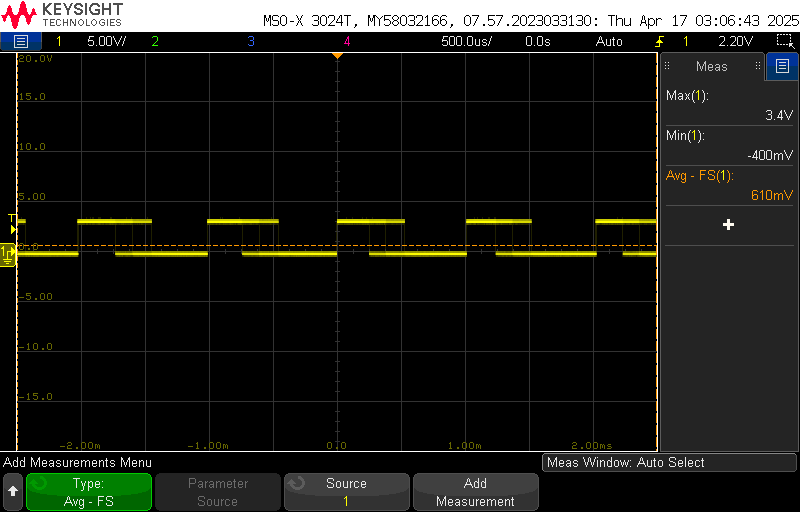 KEYSIGHT
TECHNOLOGIES
MSO-X 3024T, MY58032166, 07.57.2023033130: Thu Apr 17 03:06:43 2025
1 5.00V/ 2 3 4 500.0us/ 0.0s Auto 1 2.20V
20.0V
15.0
10.0
5.00
0.0
-5.00
-10.0
-15.0
T
1
-2.00m -1.00m 0.0 1.00m 2.00ms
Meas
Max(1):
3.4V
Min(1):
-400mV
Avg - FS(1):
610mV
Add Measurements Menu
Meas Window: Auto Select
Type:
Avg - FS
Parameter
Source
Source
1
Add
Measurement